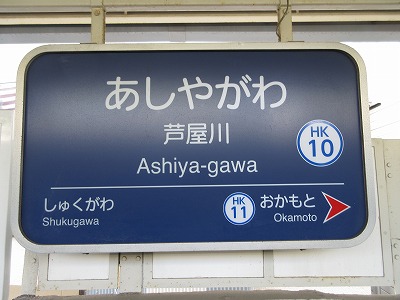 あしやがわ
芦屋川
Ashiya-gawa
HK
10
しゅくがわ
Shukugawa
HK
11
おかもと
Okamoto